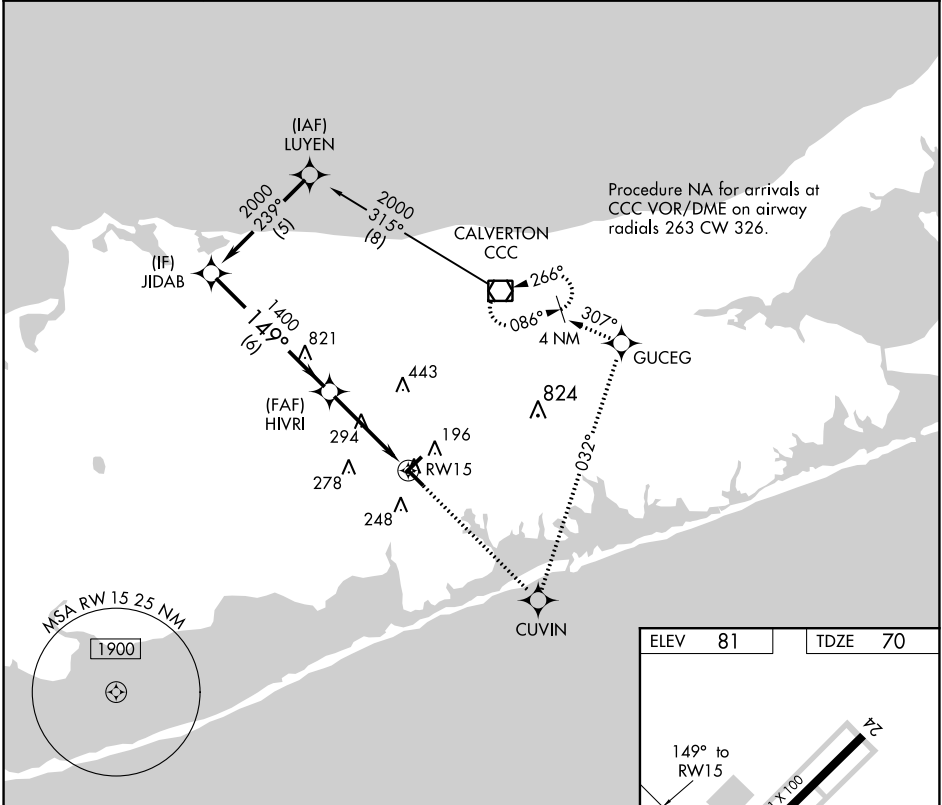 (IAF)
LUYEN
2000
239°
(5)
2000
315°
(8)
Procedure NA for arrivals at
CCC VOR/DME on airway
radials 263 CW 326.
CALVERTON
CCC
(IF)
JIDAB
266°
086°
4 NM
307°
GUCEG
1400
149°
(6)
821
443
(FAF)
HIVRI
824
294
196
RW15
278
248
032°
CUVIN
MSA RW 15 25 NM
1900
ELEV 81
TDZE 70
24
149° to
RW15
X 100